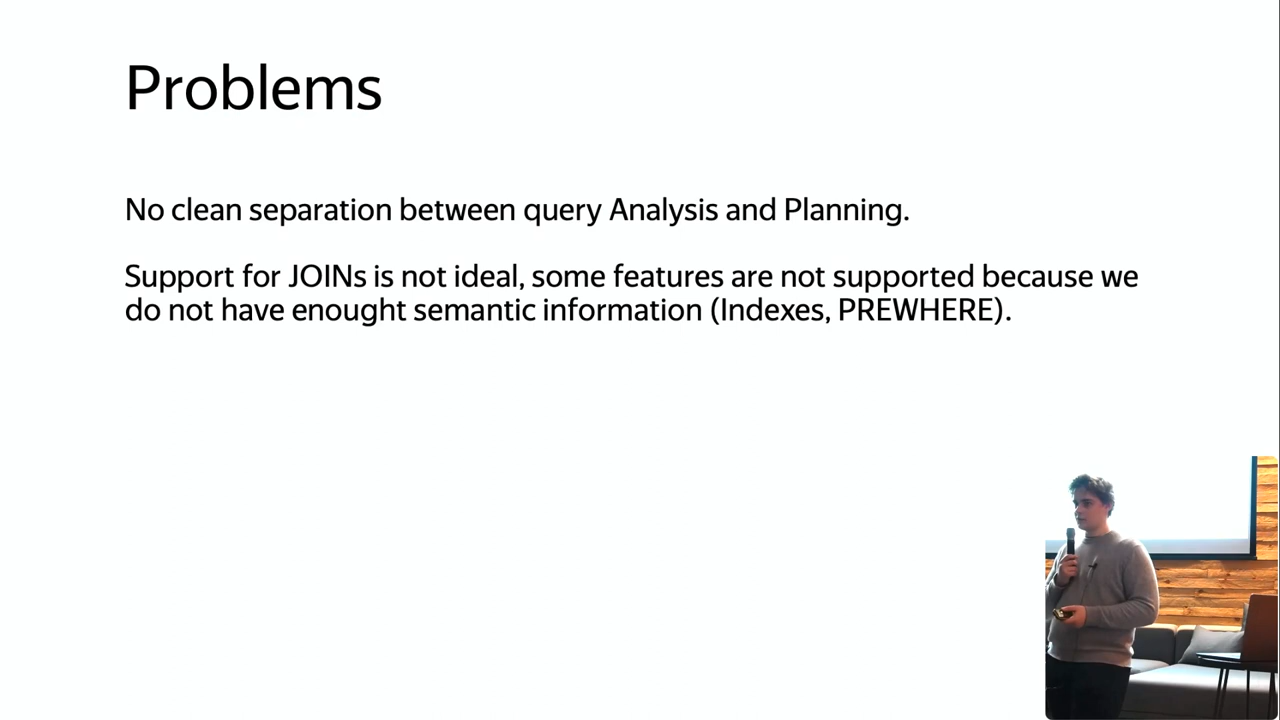 Problems
No clean separation between query Analysis and Planning.
Support for JOINs is not ideal, some features are not supported because we
do not have enought semantic information (Indexes, PREWHERE).